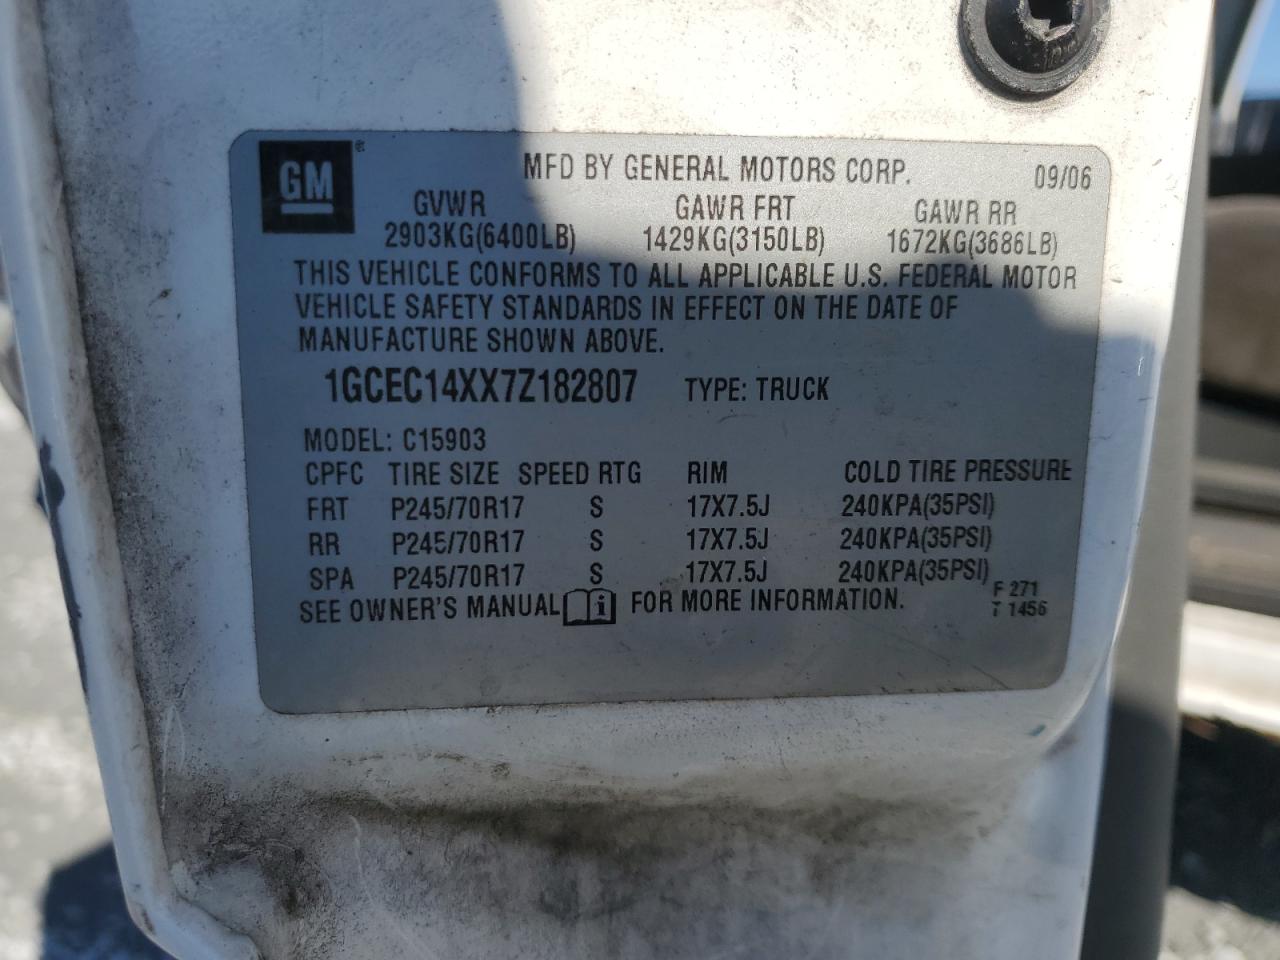 GM ®
MFD BY GENERAL MOTORS CORP. 09/06
GVWR GAWR FRT GAWR RR
2903KG(6400LB) 1429KG(3150LB) 1672KG(3686LB)
THIS VEHICLE CONFORMS TO ALL APPLICABLE U.S. FEDERAL MOTOR
VEHICLE SAFETY STANDARDS IN EFFECT ON THE DATE OF
MANUFACTURE SHOWN ABOVE.
1GCEC14XX7Z182807 TYPE: TRUCK
MODEL: C15903
CPFC TIRE SIZE SPEED RTG RIM COLD TIRE PRESSURE
FRT P245/70R17 S 17X7.5J 240KPA(35PSI)
RR P245/70R17 S 17X7.5J 240KPA(35PSI)
SPA P245/70R17 S 17X7.5J 240KPA(35PSI)
SEE OWNER'S MANUAL i FOR MORE INFORMATION.
F 271
T 1456